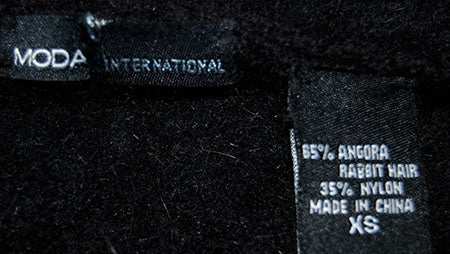 MODA INTERNATIONAL
65% ANGORA
RABBIT HAIR
35% NYLON
MADE IN CHINA
XS